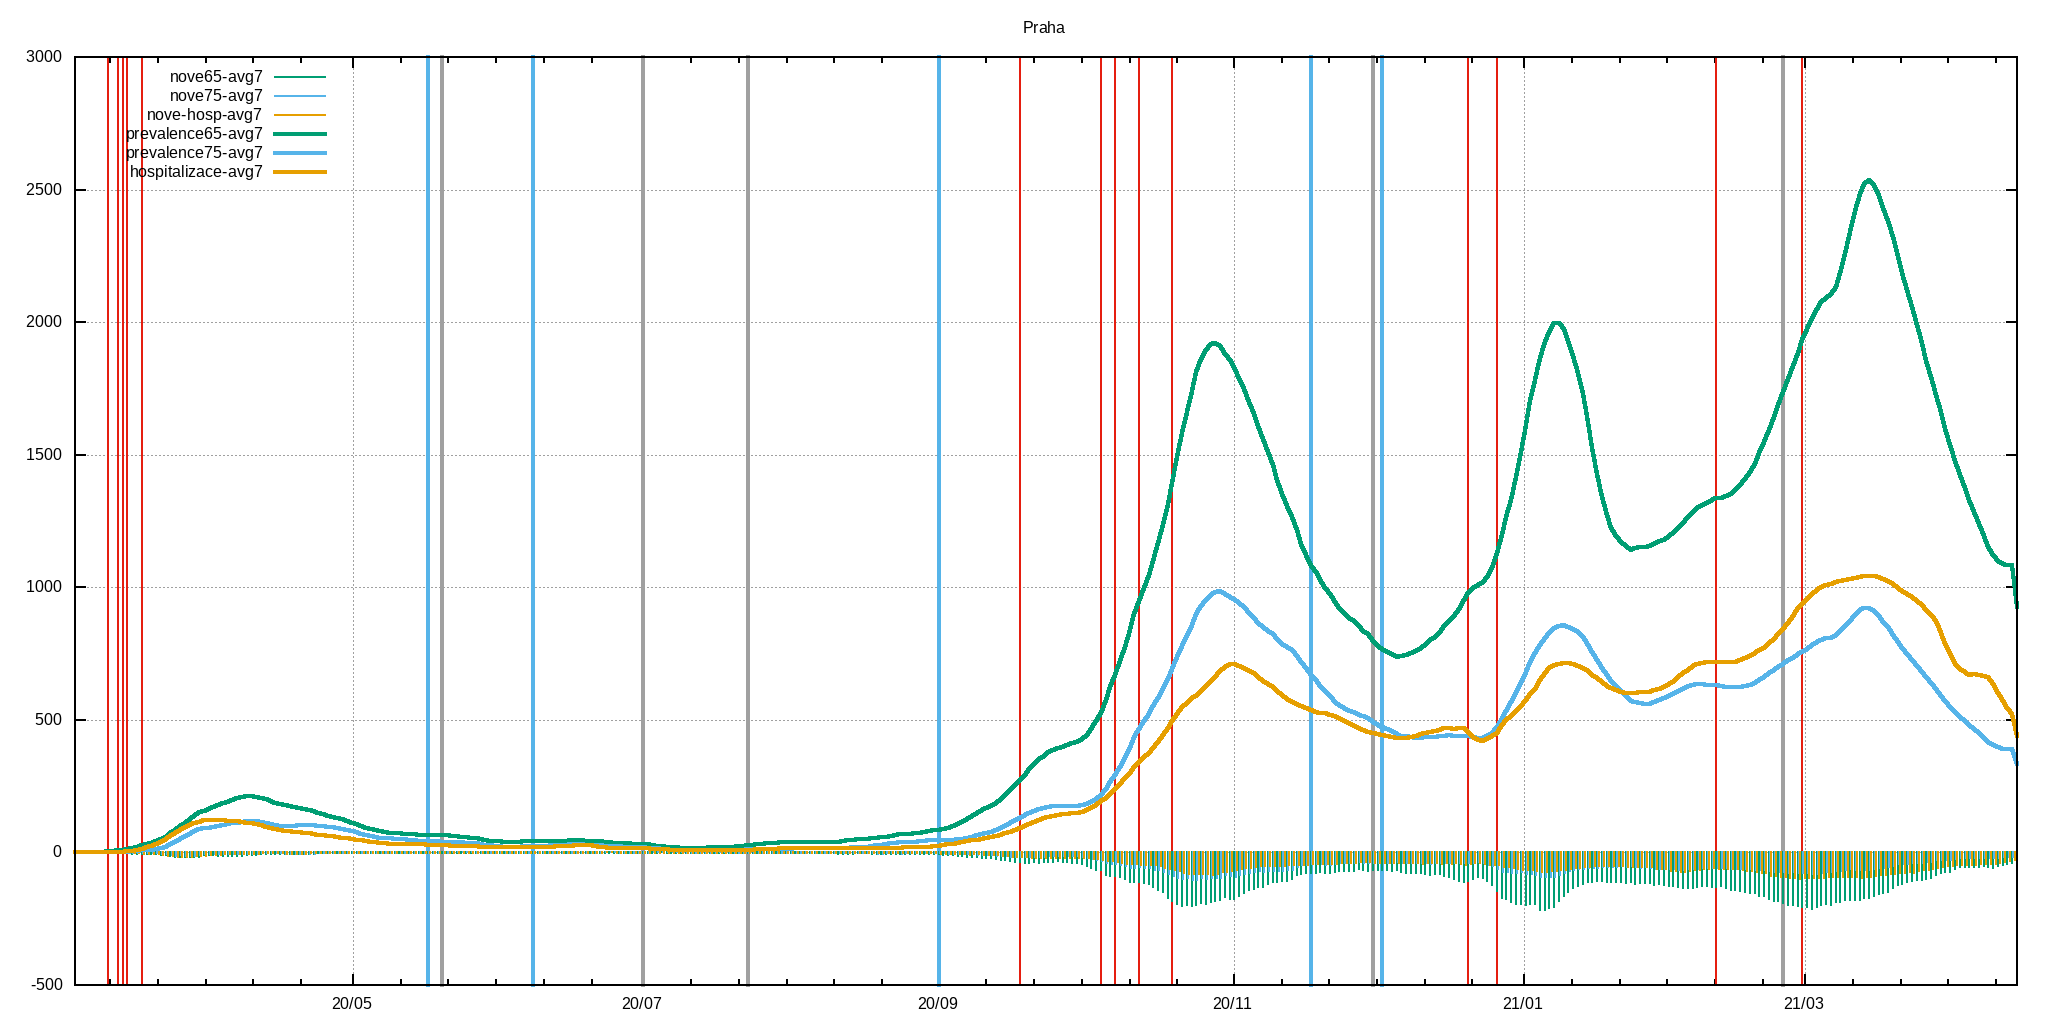 Praha
3000
nove65-avg7
nove75-avg7
nove-hosp-avg7
prevalence65-avg7
prevalence75-avg7
hospitalizace-avg7
2500
2000
1500
1000
500
0
-500
20/05 20/07 20/09 20/11 21/01 21/03